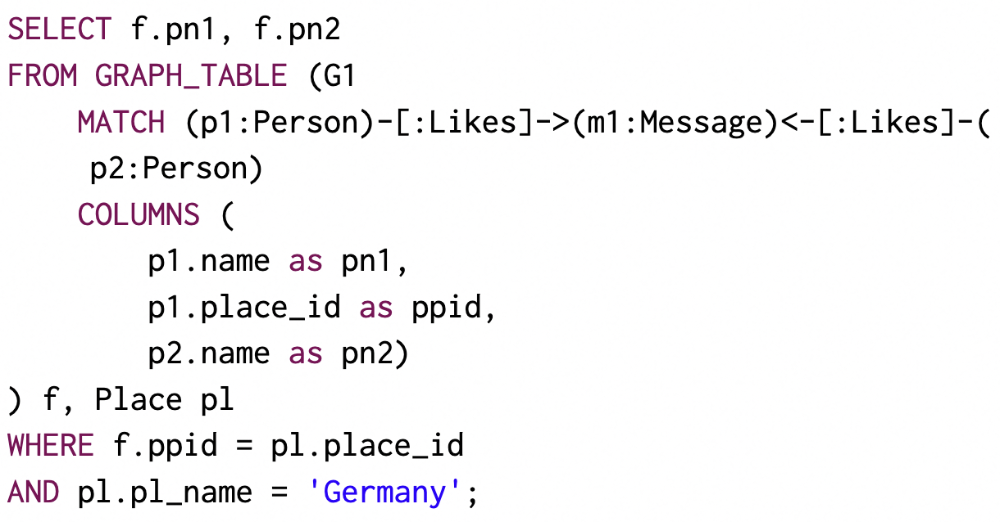 SELECT f.pn1, f.pn2
FROM GRAPH_TABLE (G1
    MATCH (p1:Person)-[:Likes]->(m1:Message)<-[:Likes]-(
     p2:Person)
    COLUMNS (
        p1.name as pn1,
        p1.place_id as ppid,
        p2.name as pn2)
) f, Place pl
WHERE f.ppid = pl.place_id
AND pl.pl_name = 'Germany';